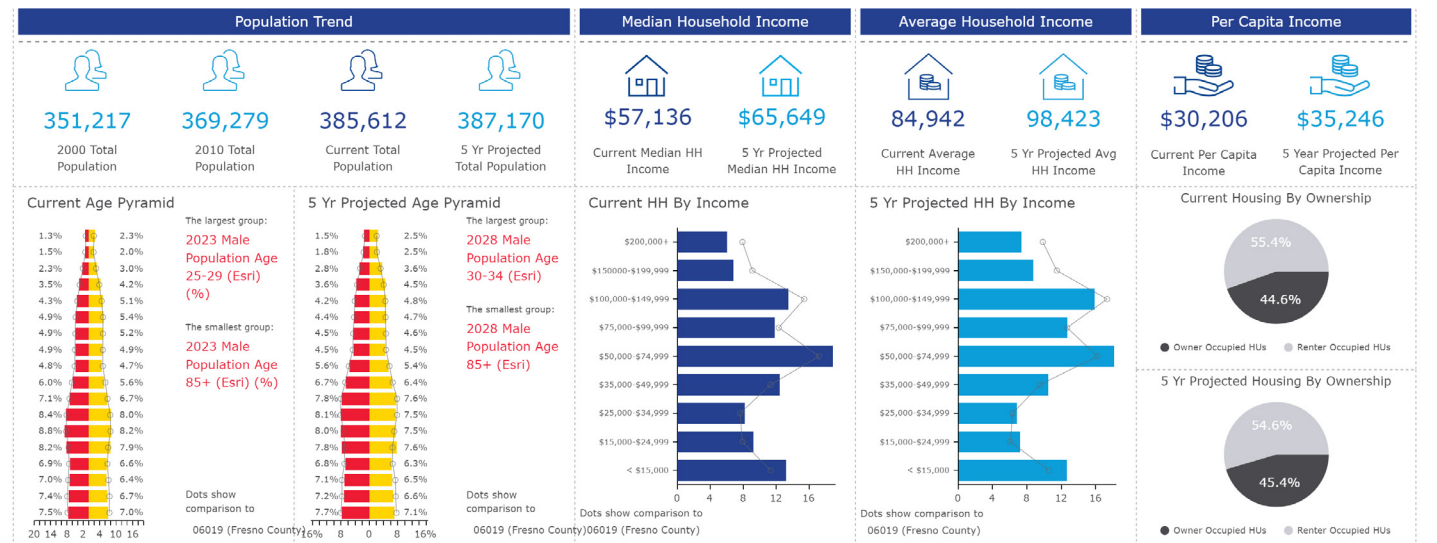 Population Trend
Median Household Income
Average Household Income
Per Capita Income
351,217
369,279
385,612
387,170
$57,136
$65,649
84,942
98,423
$30,206
$35,246
2000 Total
Population
2010 Total
Population
Current Total
Population
5 Yr Projected
Total Population
Current Median HH
Income
5 Yr Projected
Median HH Income
Current Average
HH Income
5 Yr Projected Avg
HH Income
Current Per Capita
Income
5 Year Projected Per
Capita Income
Current Age Pyramid
1.3% 2.3%
1.5% 2.0%
2.3% 3.0%
3.5% 4.2%
4.3% 5.1%
4.9% 5.4%
4.9% 5.2%
4.9% 4.9%
4.8% 4.7%
6.0% 5.6%
7.1% 6.7%
8.4% 8.0%
8.8% 8.2%
8.2% 7.9%
6.9% 6.6%
7.0% 6.4%
7.4% 6.7%
7.5% 7.0%
20 14 8 2 4 10 16
The largest group:
2023 Male
Population Age
25-29 (Esri)
(%)
The smallest group:
2023 Male
Population Age
85+ (Esri) (%)
Dots show
comparison to
06019 (Fresno County)
5 Yr Projected Age Pyramid
1.5% 2.5%
1.8% 2.5%
2.8% 3.6%
3.6% 4.5%
4.2% 4.8%
4.4% 4.7%
4.5% 4.6%
4.5% 4.5%
5.6% 5.4%
6.7% 6.4%
7.8% 7.6%
8.1% 7.5%
8.0% 7.5%
7.8% 7.6%
6.8% 6.3%
7.1% 6.5%
7.2% 6.6%
7.7% 7.1%
16% 8 0 8 16%
The largest group:
2028 Male
Population Age
30-34 (Esri)
The smallest group:
2028 Male
Population Age
85+ (Esri)
Dots show
comparison to
06019 (Fresno County)
Current HH By Income
$200,000+
$150000-$199,999
$100,000-$149,999
$75,000-$99,999
$50,000-$74,999
$35,000-$49,999
$25,000-$34,999
$15,000-$24,999
< $15,000
0 4 8 12 16
Dots show comparison to
06019 (Fresno County)
5 Yr Projected HH By Income
$200,000+
$150,000-$199,999
$100,000-$149,999
$75,000-$99,999
$50,000-$74,999
$35,000-$49,999
$25,000-$34,999
$15,000-$24,999
< $15,000
0 4 8 12 16
Dots show comparison to
06019 (Fresno County)
Current Housing By Ownership
55.4%
44.6%
Owner Occupied HUs Renter Occupied HUs
5 Yr Projected Housing By Ownership
54.6%
45.4%
Owner Occupied HUs Renter Occupied HUs